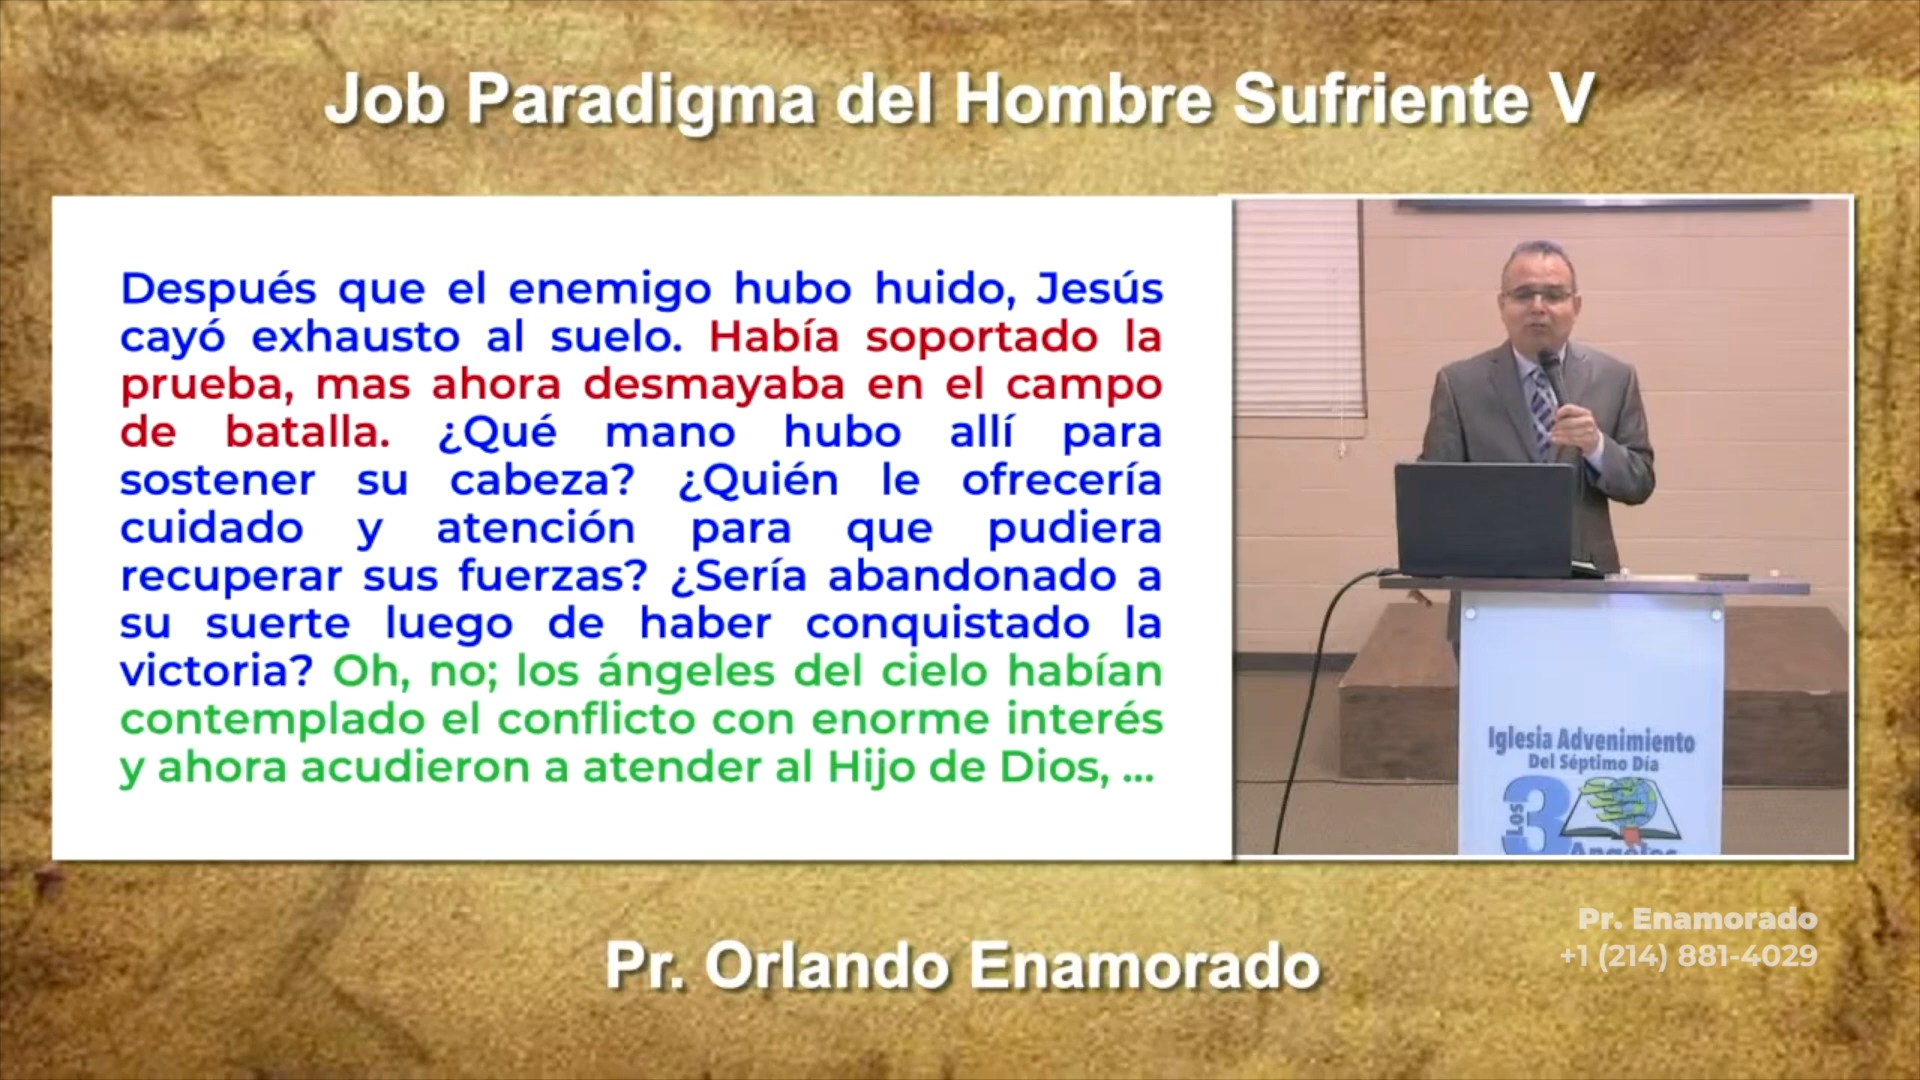 Job Paradigma del Hombre Sufriente V
Después que el enemigo hubo huido, Jesús
cayó exhausto al suelo. Había soportado la
prueba, mas ahora desmayaba en el campo
de batalla. ¿Qué mano hubo allí para
sostener su cabeza? ¿Quién le ofrecería
cuidado y atención para que pudiera
recuperar sus fuerzas? ¿Sería abandonado a
su suerte luego de haber conquistado la
victoria? Oh, no; los ángeles del cielo habían
contemplado el conflicto con enorme interés
y ahora acudieron a atender al Hijo de Dios, ...
Iglesia Advenimiento
Del Séptimo Día
Los 3
Angeles
Pr. Enamorado
+1 (214) 881-4029
Pr. Orlando Enamorado